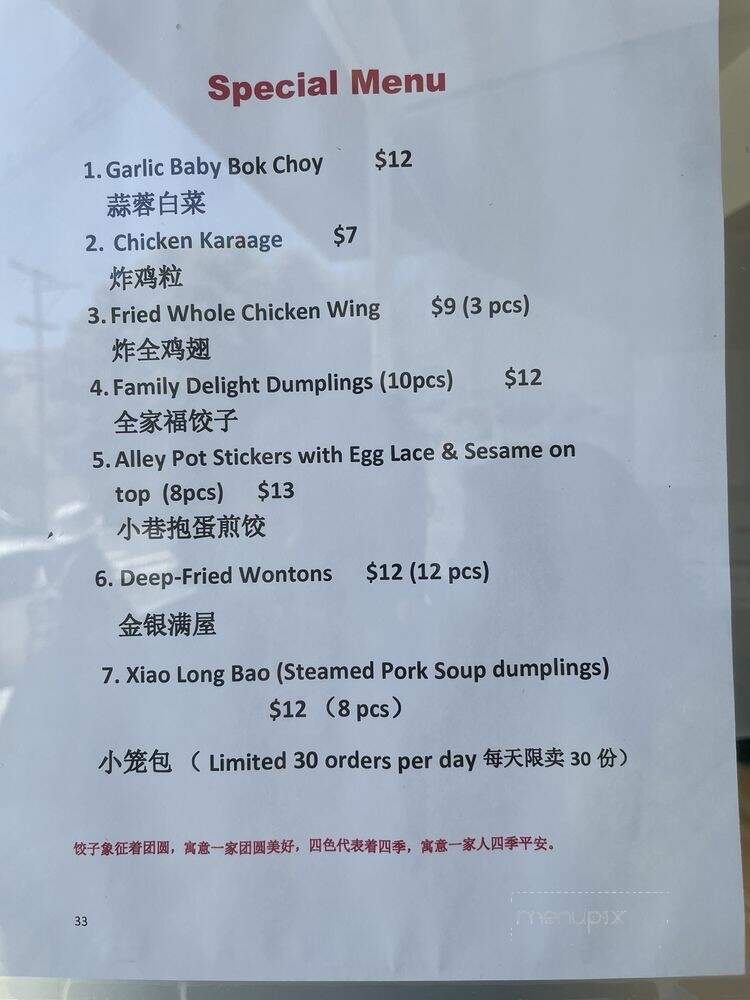 Special Menu
1. Garlic Baby Bok Choy $12
蒜蓉白菜
2. Chicken Karaage $7
炸鸡粒
3. Fried Whole Chicken Wing $9 (3 pcs)
炸全鸡翅
4. Family Delight Dumplings (10pcs) $12
全家福饺子
5. Alley Pot Stickers with Egg Lace & Sesame on
top (8pcs) $13
小巷抱蛋煎饺
6. Deep-Fried Wontons $12 (12 pcs)
金银满屋
7. Xiao Long Bao (Steamed Pork Soup dumplings)
$12 （8 pcs）
小笼包 （ Limited 30 orders per day 每天限卖 30 份）
饺子象征着团圆，寓意一家团圆美好，四色代表着四季，寓意一家人四季平安。
33
menupix